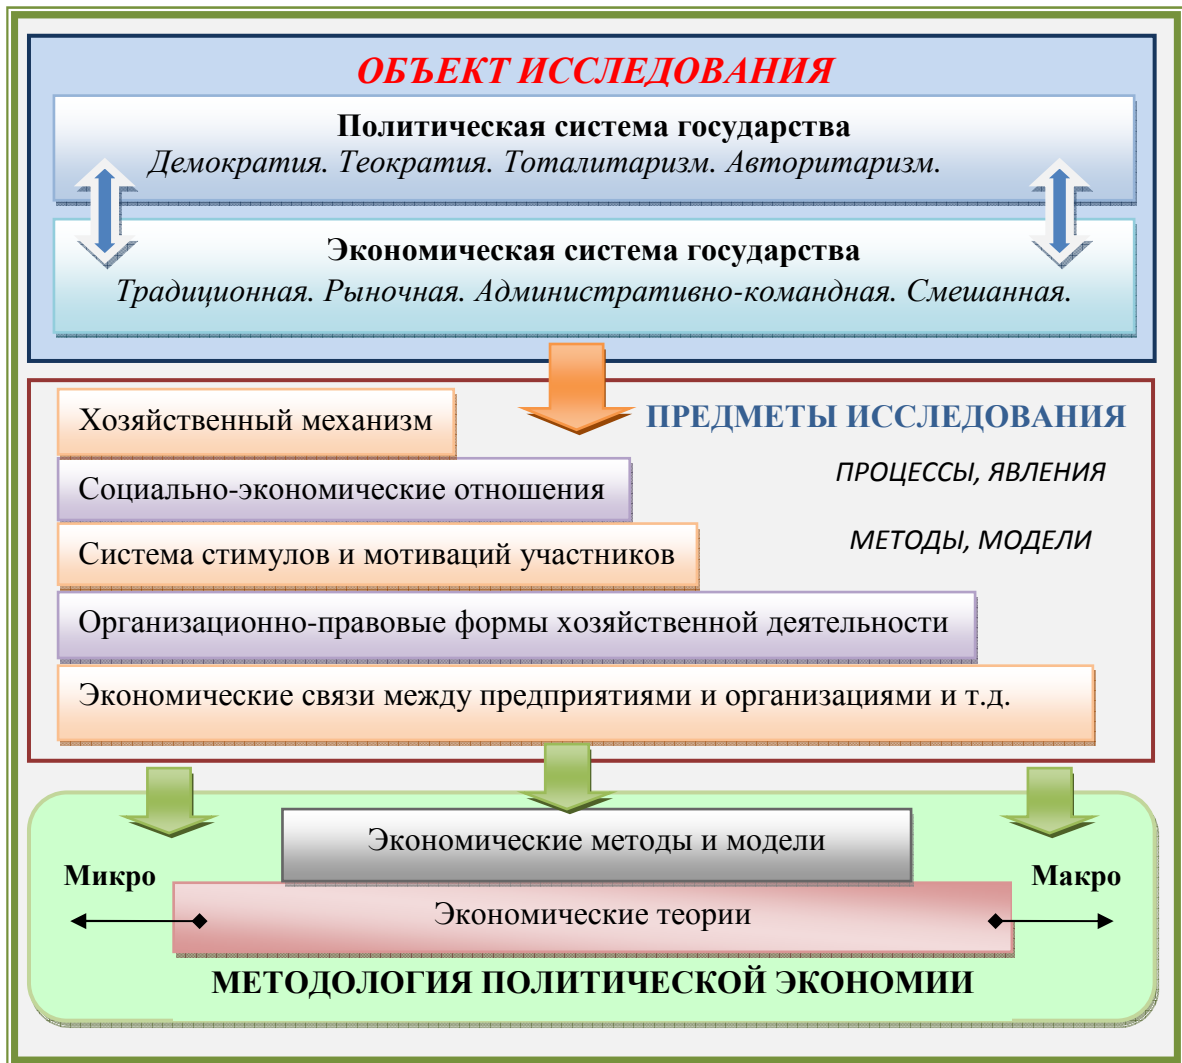 ОБЪЕКТ ИССЛЕДОВАНИЯ
Политическая система государства
Демократия. Теократия. Тоталитаризм. Авторитаризм.
Экономическая система государства
Традиционная. Рыночная. Административно-командная. Смешанная.
Хозяйственный механизм
ПРЕДМЕТЫ ИССЛЕДОВАНИЯ
ПРОЦЕССЫ, ЯВЛЕНИЯ
Социально-экономические отношения
МЕТОДЫ, МОДЕЛИ
Система стимулов и мотиваций участников
Организационно-правовые формы хозяйственной деятельности
Экономические связи между предприятиями и организациями и т.д.
Экономические методы и модели
Микро
Макро
Экономические теории
МЕТОДОЛОГИЯ ПОЛИТИЧЕСКОЙ ЭКОНОМИИ